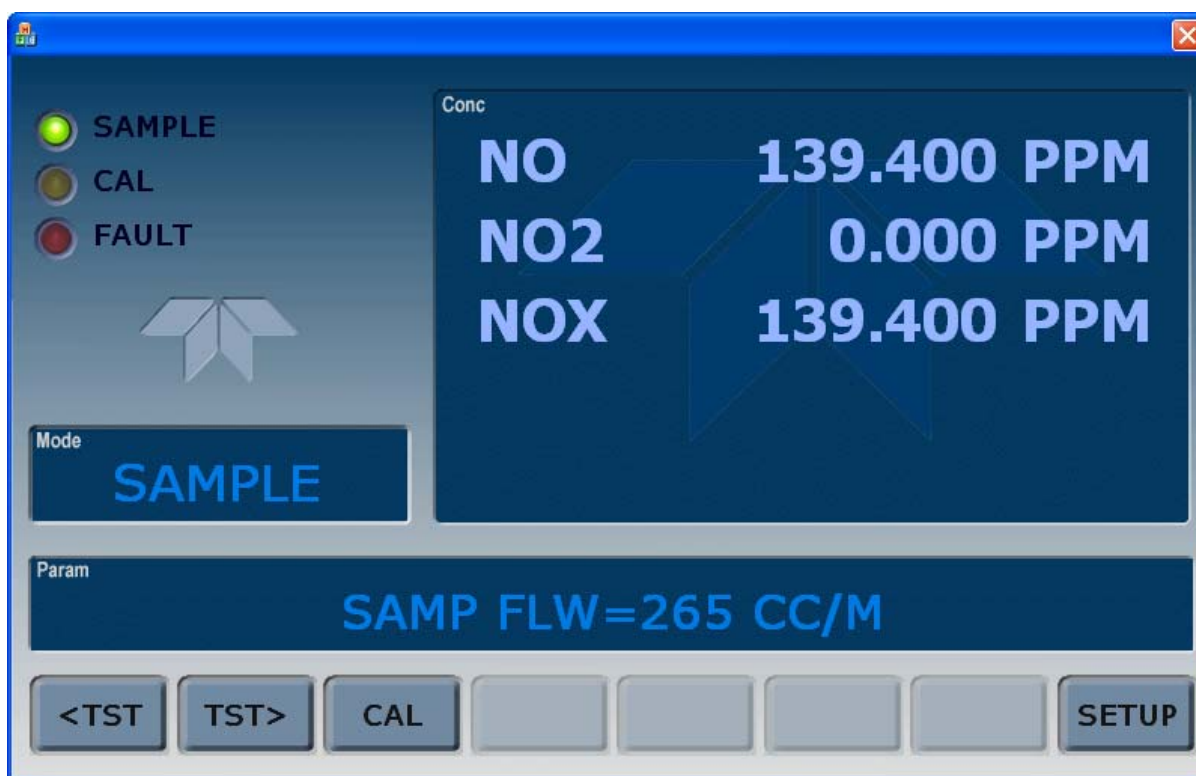 SAMPLE
CAL
FAULT
Conc
NO 139.400 PPM
NO2 0.000 PPM
NOX 139.400 PPM
Mode
SAMPLE
Param
SAMP FLW=265 CC/M
<TST TST> CAL SETUP